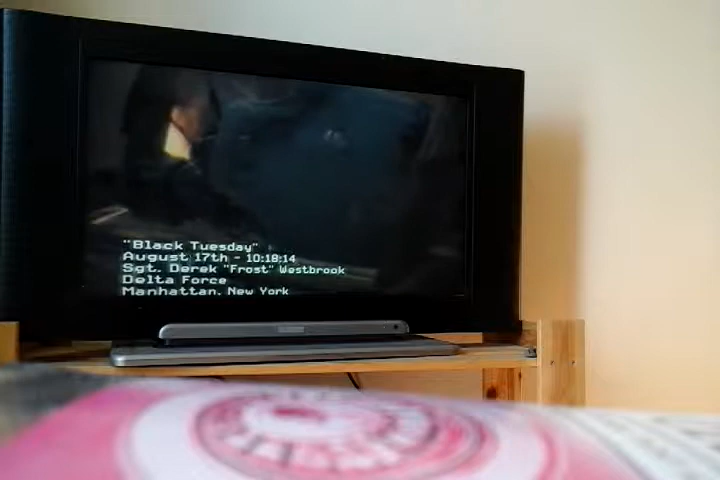 "Black Tuesday"
August 17th - 10:18:14
Sgt. Derek "Frost" Westbrook
Delta Force
Manhattan, New York